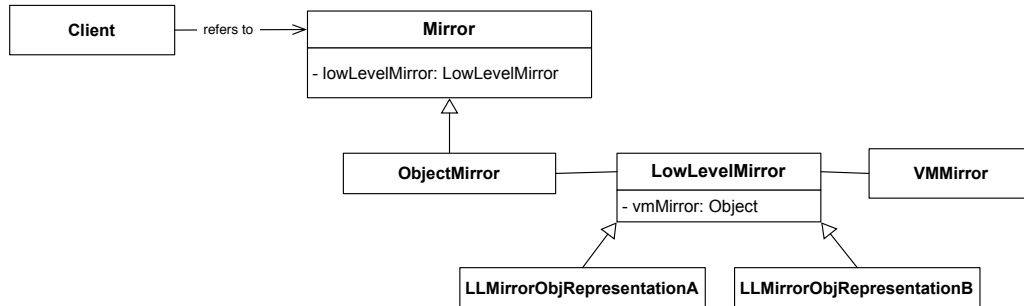 Client
refers to
Mirror
- lowLevelMirror: LowLevelMirror
ObjectMirror
LowLevelMirror
VMMirror
- vmMirror: Object
LLMirrorObjRepresentationA
LLMirrorObjRepresentationB